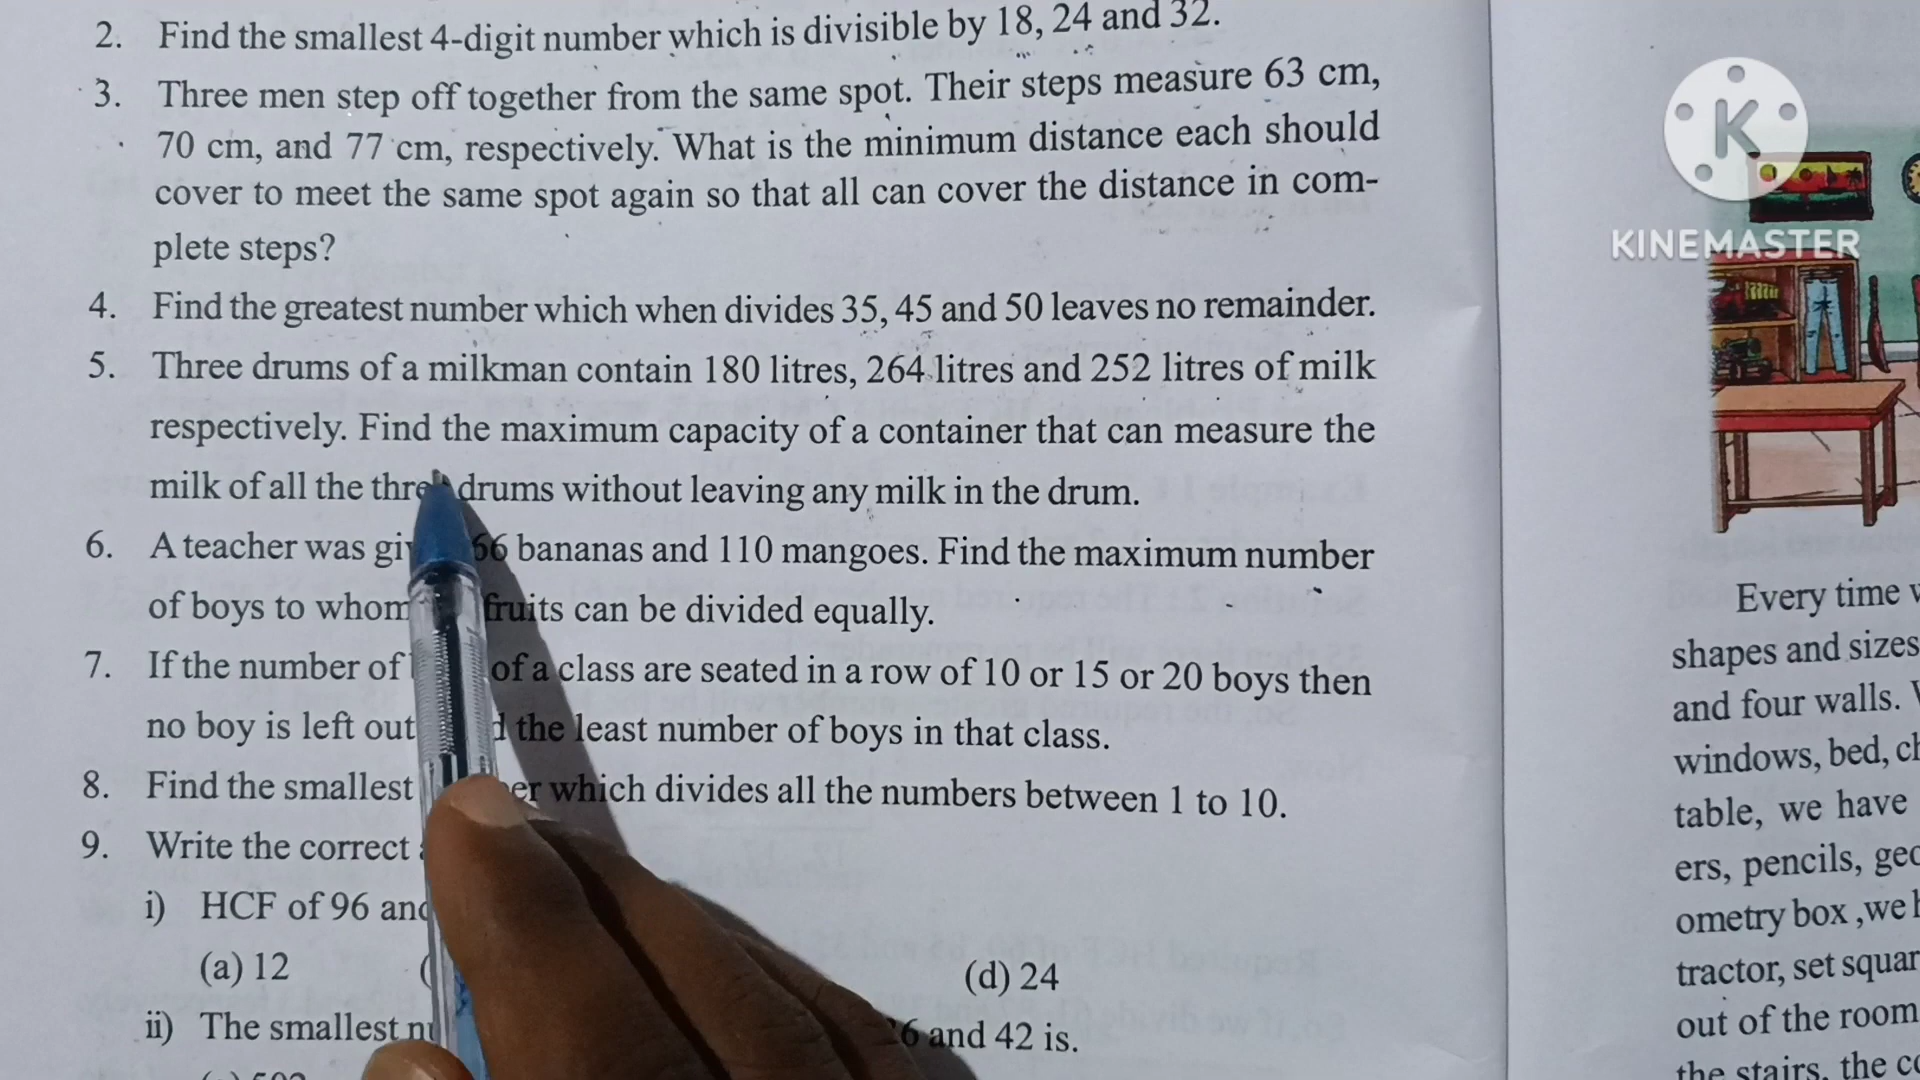 2. Find the smallest 4-digit number which is divisible by 18, 24 and 32.
3. Three men step off together from the same spot. Their steps measure 63 cm,
70 cm, and 77 cm, respectively. What is the minimum distance each should
cover to meet the same spot again so that all can cover the distance in com-
plete steps?
4. Find the greatest number which when divides 35, 45 and 50 leaves no remainder.
5. Three drums of a milkman contain 180 litres, 264 litres and 252 litres of milk
respectively. Find the maximum capacity of a container that can measure the
milk of all the drums without leaving any milk in the drum.
6. A teacher was 66 bananas and 110 mangoes. Find the maximum number
of boys to whom fruits can be divided equally.
7. If the number of of a class are seated in a row of 10 or 15 or 20 boys then
no boy is left out the least number of boys in that class.
8. Find the smallest which divides all the numbers between 1 to 10.
9. Write the correct
i) HCF of 96 and
(a) 12 (d) 24
ii) The smallest and 42 is.
KINEMASTER
Every time
shapes and sizes
and four walls.
windows, bed,
table, we have
ers, pencils,
ometry box ,we
tractor, set
out of the room
the stairs, the